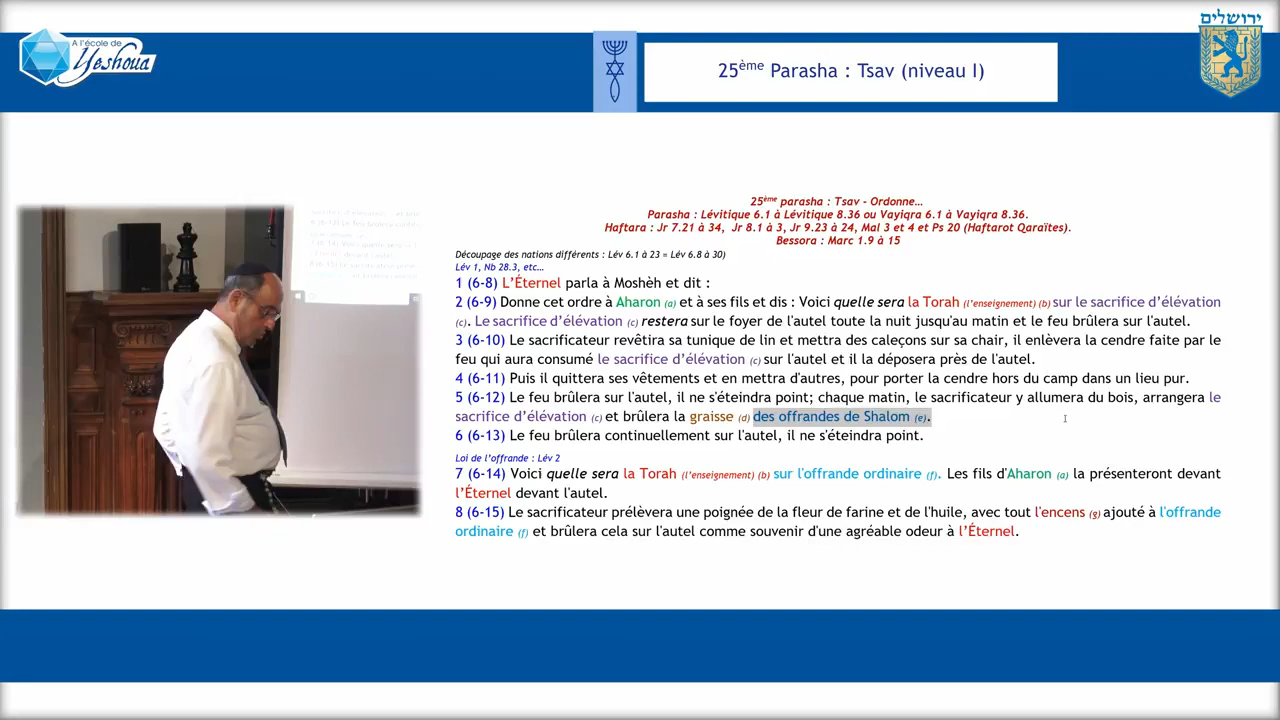 A l'école de
Yeshoua
25ème Parasha : Tsav (niveau I)
ירושלים
25ème parasha : Tsav - Ordonne…
Parasha : Lévitique 6.1 à Lévitique 8.36 ou Vayiqra 6.1 à Vayiqra 8.36.
Haftara : Jr 7.21 à 34, Jr 8.1 à 3, Jr 9.23 à 24, Mal 3 et 4 et Ps 20 (Haftarot Qaraïtes).
Bessora : Marc 1.9 à 15
Découpage des nations différents : Lév 6.1 à 23 = Lév 6.8 à 30)
Lév 1, Nb 28.3, etc…
1 (6-8) L'Éternel parla à Moshèh et dit :
2 (6-9) Donne cet ordre à Aharon (a) et à ses fils et dis : Voici quelle sera la Torah (l'enseignement) (b) sur le sacrifice d'élévation
(c). Le sacrifice d'élévation (c) restera sur le foyer de l'autel toute la nuit jusqu'au matin et le feu brûlera sur l'autel.
3 (6-10) Le sacrificateur revêtira sa tunique de lin et mettra des caleçons sur sa chair, il enlèvera la cendre faite par le
feu qui aura consumé le sacrifice d'élévation (c) sur l'autel et il la déposera près de l'autel.
4 (6-11) Puis il quittera ses vêtements et en mettra d'autres, pour porter la cendre hors du camp dans un lieu pur.
5 (6-12) Le feu brûlera sur l'autel, il ne s'éteindra point; chaque matin, le sacrificateur y allumera du bois, arrangera le
sacrifice d'élévation (c) et brûlera la graisse (d) des offrandes de Shalom (e).
6 (6-13) Le feu brûlera continuellement sur l'autel, il ne s'éteindra point.
Loi de l'offrande : Lév 2
7 (6-14) Voici quelle sera la Torah (l'enseignement) (b) sur l'offrande ordinaire (f). Les fils d'Aharon (a) la présenteront devant
l'Éternel devant l'autel.
8 (6-15) Le sacrificateur prélèvera une poignée de la fleur de farine et de l'huile, avec tout l'encens (g) ajouté à l'offrande
ordinaire (f) et brûlera cela sur l'autel comme souvenir d'une agréable odeur à l'Éternel.